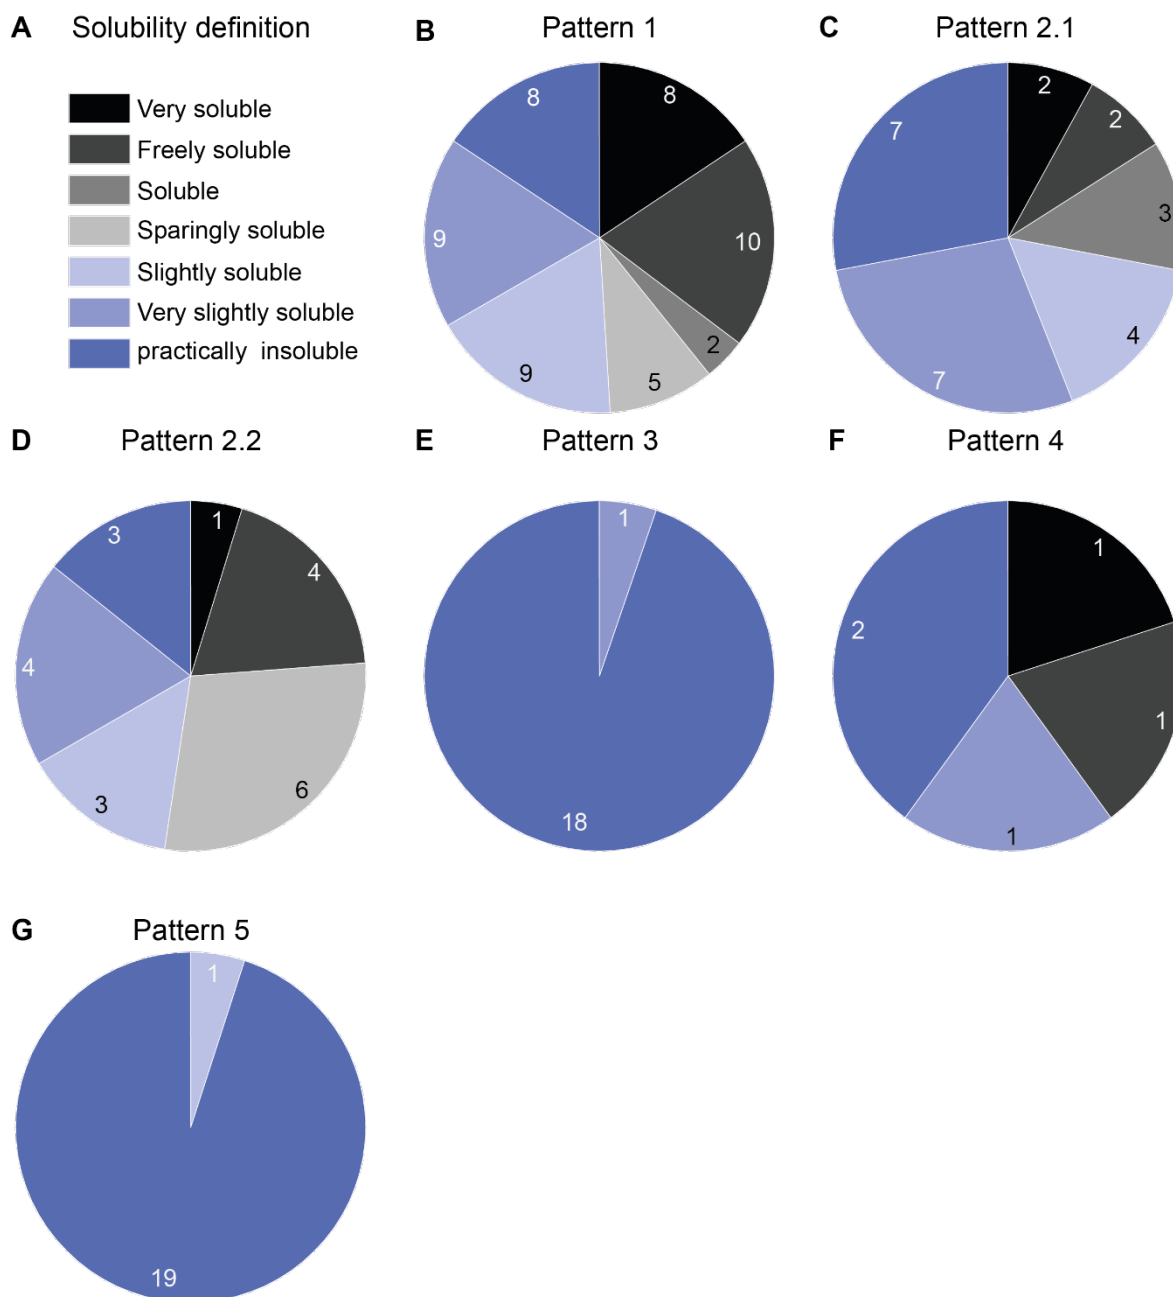 A Solubility definition
Very soluble
Freely soluble
Soluble
Sparingly soluble
Slightly soluble
Very slightly soluble
practically insoluble
B Pattern 1
8
8
10
9
2
5
9
C Pattern 2.1
2
2
7
3
4
7
D Pattern 2.2
1
3
4
4
6
3
E Pattern 3
1
18
F Pattern 4
1
2
1
1
G Pattern 5
1
19